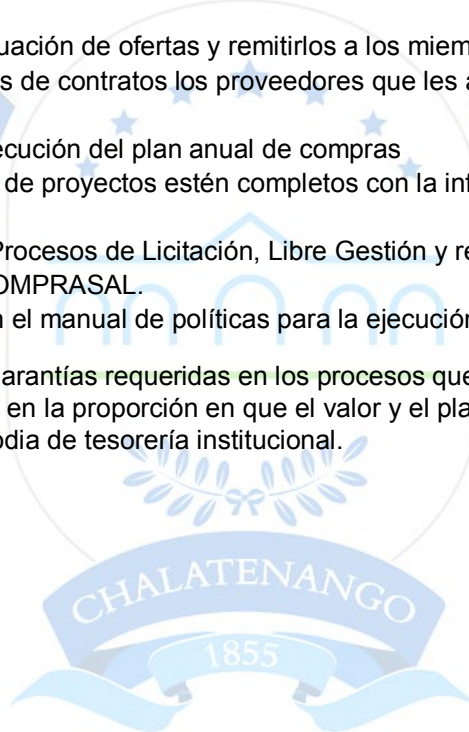 uación de ofertas y remitirlos a los miem
s de contratos los proveedores que les a
ecución del plan anual de compras
de proyectos estén completos con la inf
Procesos de Licitación, Libre Gestión y re
OMPRASAL.
n el manual de políticas para la ejecución
arantías requeridas en los procesos que
en la proporción en que el valor y el pla
odia de tesorería institucional.
CHALATENANGO
1855